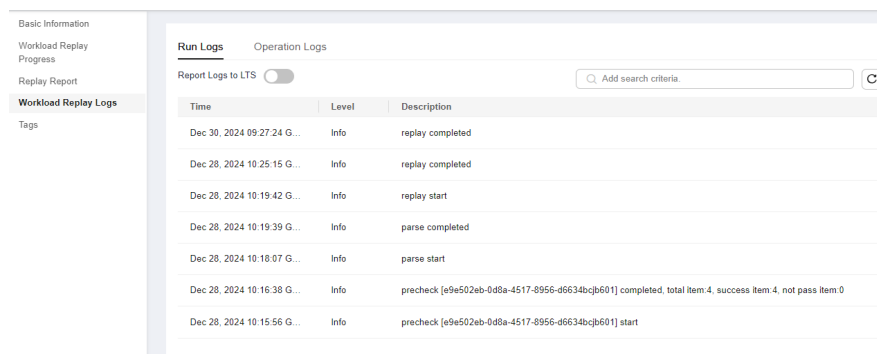 Basic Information
Workload Replay
Progress
Replay Report
Workload Replay Logs
Tags
Run Logs Operation Logs
Report Logs to LTS
Add search criteria.
Time Level Description
Dec 30, 2024 09:27:24 G... Info replay completed
Dec 28, 2024 10:25:15 G... Info replay completed
Dec 28, 2024 10:19:42 G... Info replay start
Dec 28, 2024 10:19:39 G... Info parse completed
Dec 28, 2024 10:18:07 G... Info parse start
Dec 28, 2024 10:16:38 G... Info precheck [e9e502eb-0d8a-4517-8956-d6634bcjb601] completed, total item:4, success item:4, not pass item:0
Dec 28, 2024 10:15:56 G... Info precheck [e9e502eb-0d8a-4517-8956-d6634bcjb601] start